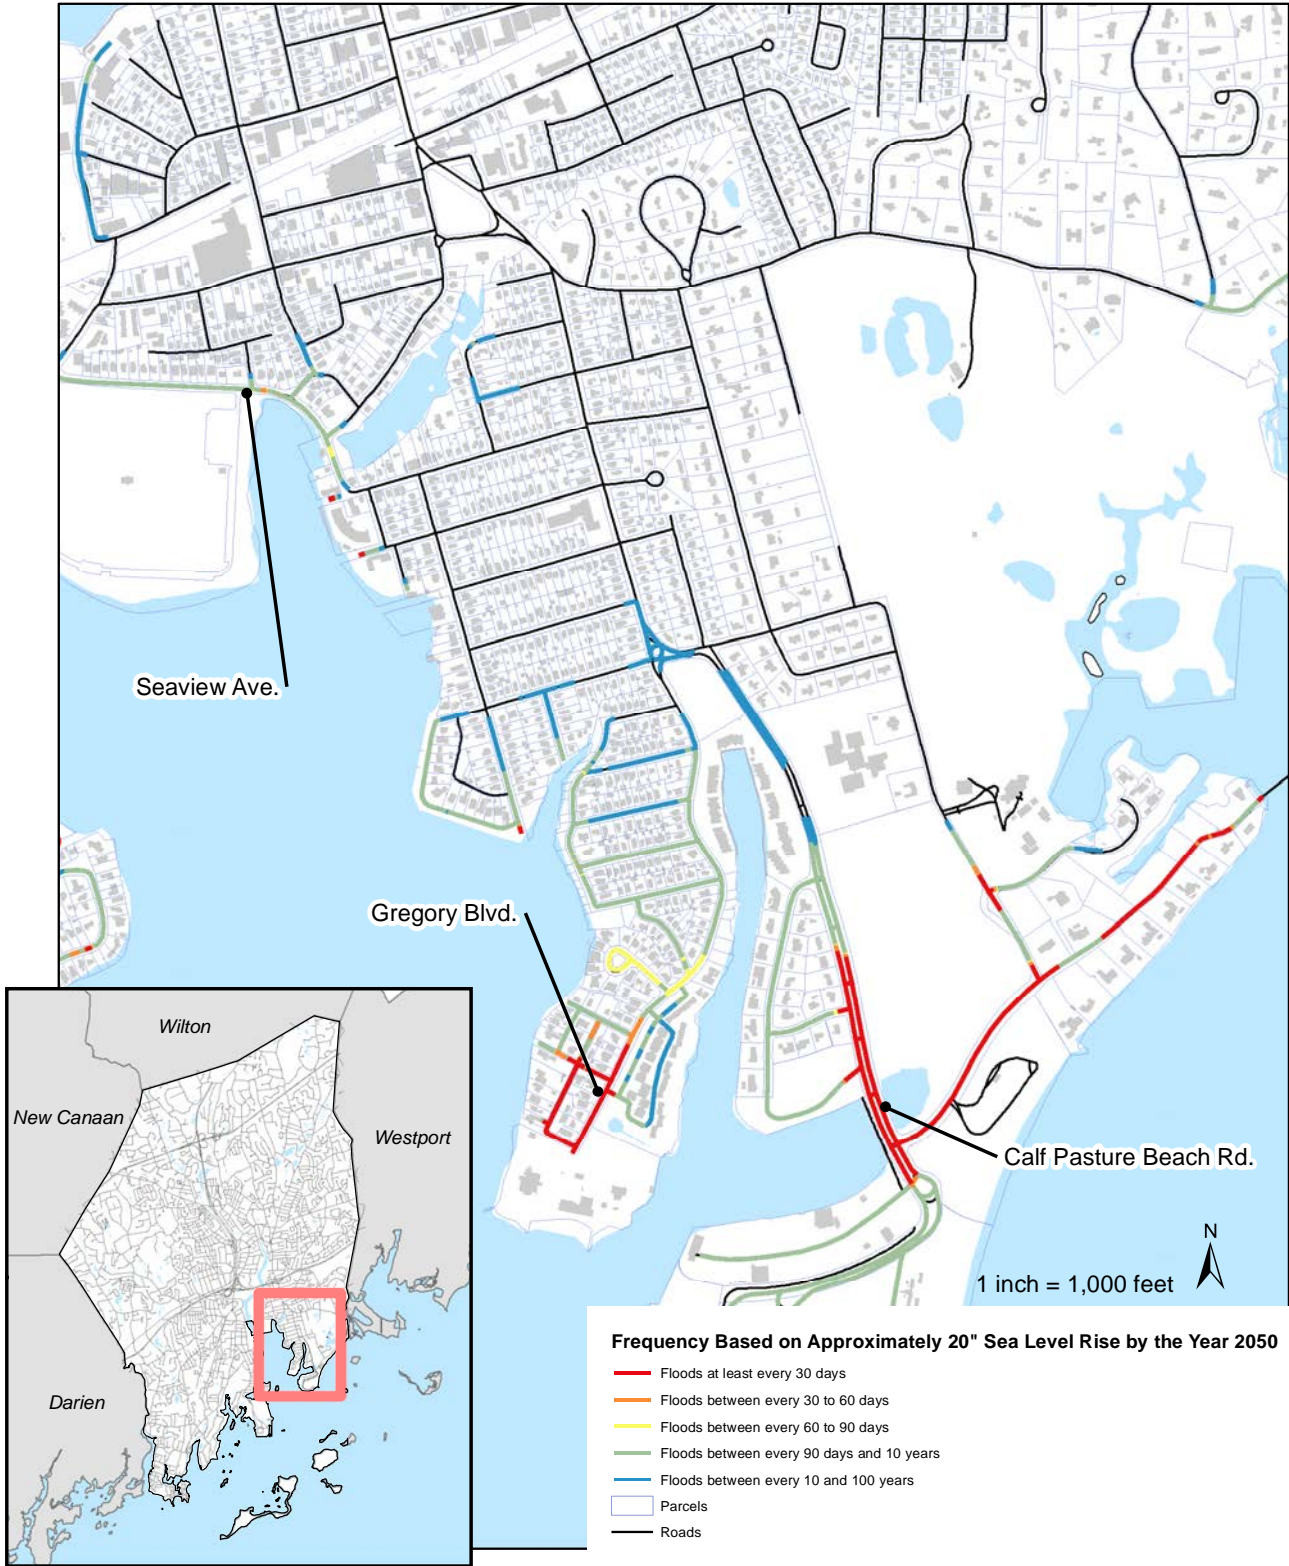 Seaview Ave.
Gregory Blvd.
Calf Pasture Beach Rd.
Wilton
New Canaan
Westport
Darien
N
1 inch = 1,000 feet
Frequency Based on Approximately 20" Sea Level Rise by the Year 2050
Floods at least every 30 days
Floods between every 30 to 60 days
Floods between every 60 to 90 days
Floods between every 90 days and 10 years
Floods between every 10 and 100 years
Parcels
Roads